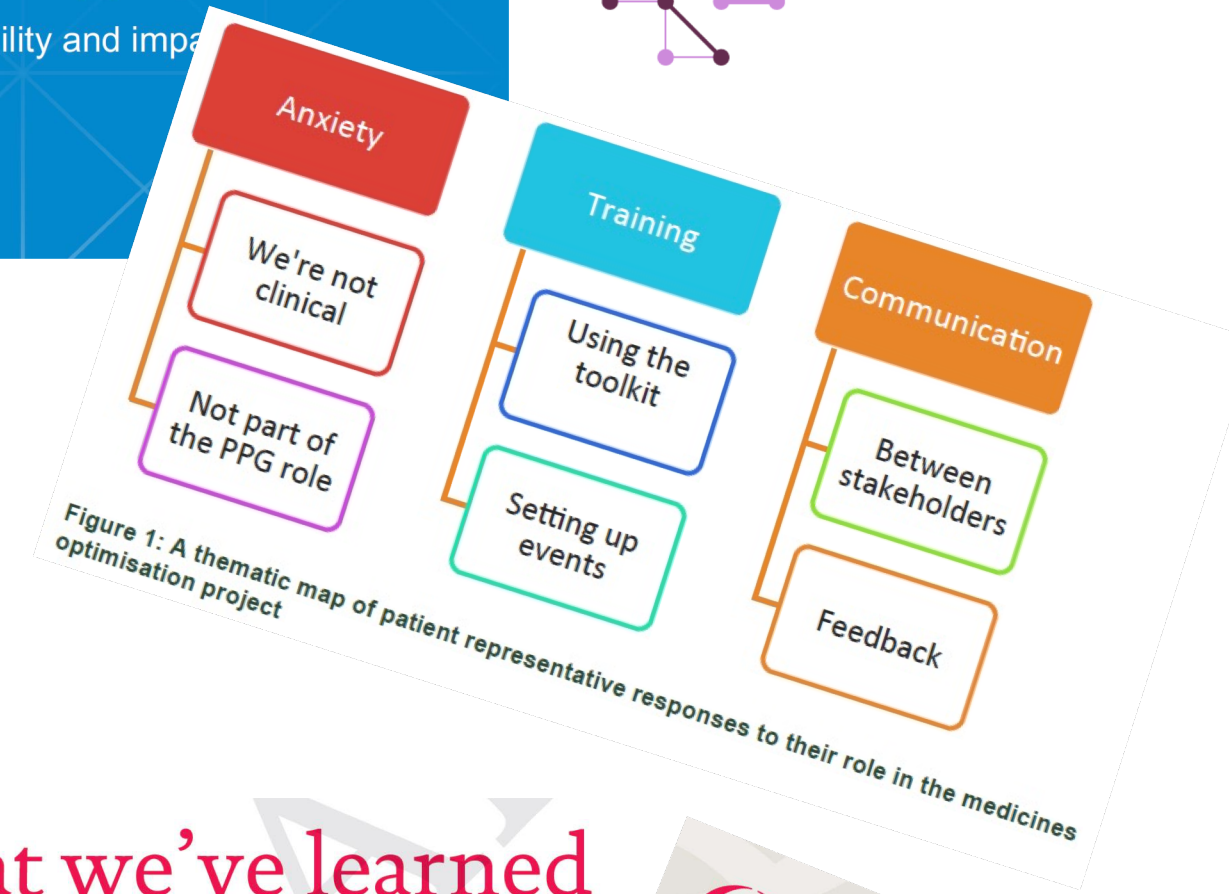 ility and impa
Anxiety
We're not
clinical
Not part of
the PPG role
Training
Using the
toolkit
Setting up
events
Communication
Between
stakeholders
Feedback
Figure 1: A thematic map of patient representative responses to their role in the medicines
optimisation project
we've learned